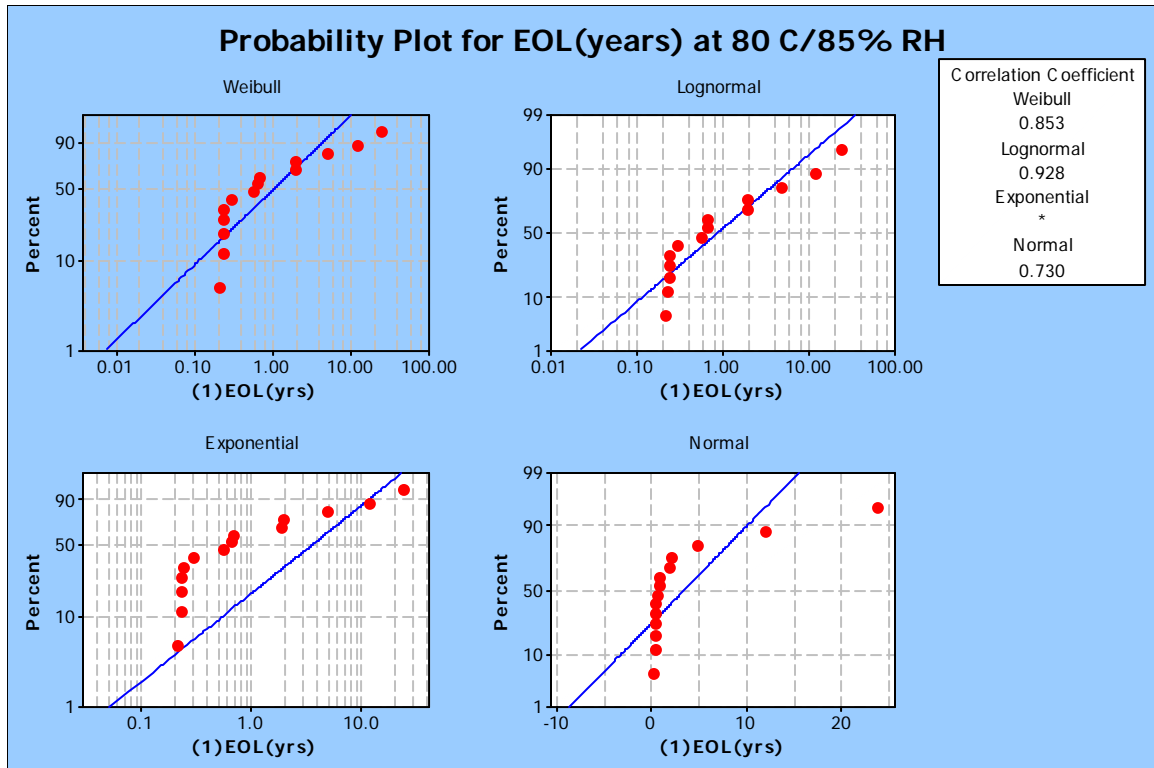 Probability Plot for EOL(years) at 80 C/85% RH
Weibull
Percent
90
50
10
1
0.01 0.10 1.00 10.00 100.00
(1)EOL(yrs)
Lognormal
Percent
99
90
50
10
1
0.01 0.10 1.00 10.00 100.00
(1)EOL(yrs)
Correlation Coefficient
Weibull
0.853
Lognormal
0.928
Exponential
*
Normal
0.730
Exponential
Percent
90
50
10
1
0.1 1.0 10.0
(1)EOL(yrs)
Normal
Percent
99
90
50
10
1
-10 0 10 20
(1)EOL(yrs)